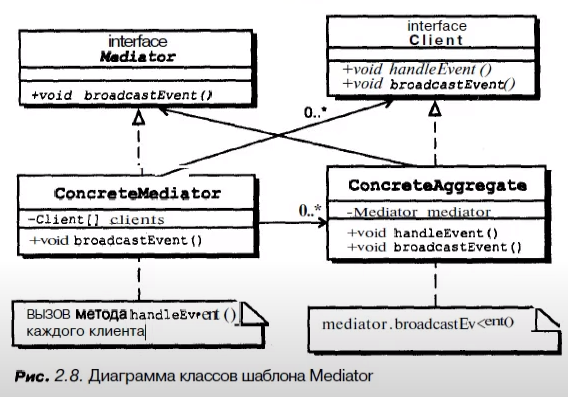 interface
Mediator
+void broadcastEvent()
interface
Client
+void handleEvent ()
+void broadcastEvent()
0..*
ConcreteMediator
-Client[] clients
+void broadcastEvent()
0..*
ConcreteAggregate
-Mediator mediator
+void handleEvent()
+void broadcastEvent()
вызов метода handleEvent ()
каждого клиента
mediator.broadcastEv<ent()
Рис. 2.8. Диаграмма классов шаблона Mediator